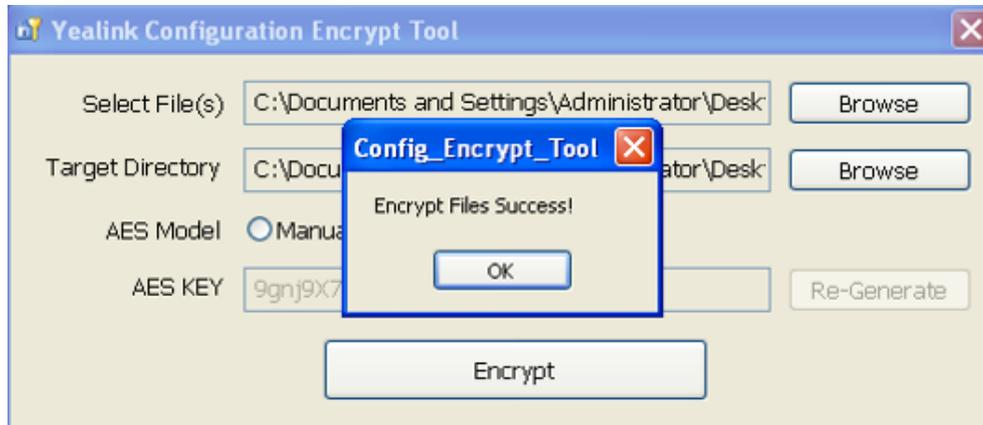 Yealink Configuration Encrypt Tool
Select File(s) C:\Documents and Settings\Administrator\Desk Browse
Config_Encrypt_Tool
Target Directory C:\Docu ator\Desk Browse
Encrypt Files Success!
AES Model Manua
OK
AES KEY 9gnj9X7 Re-Generate
Encrypt